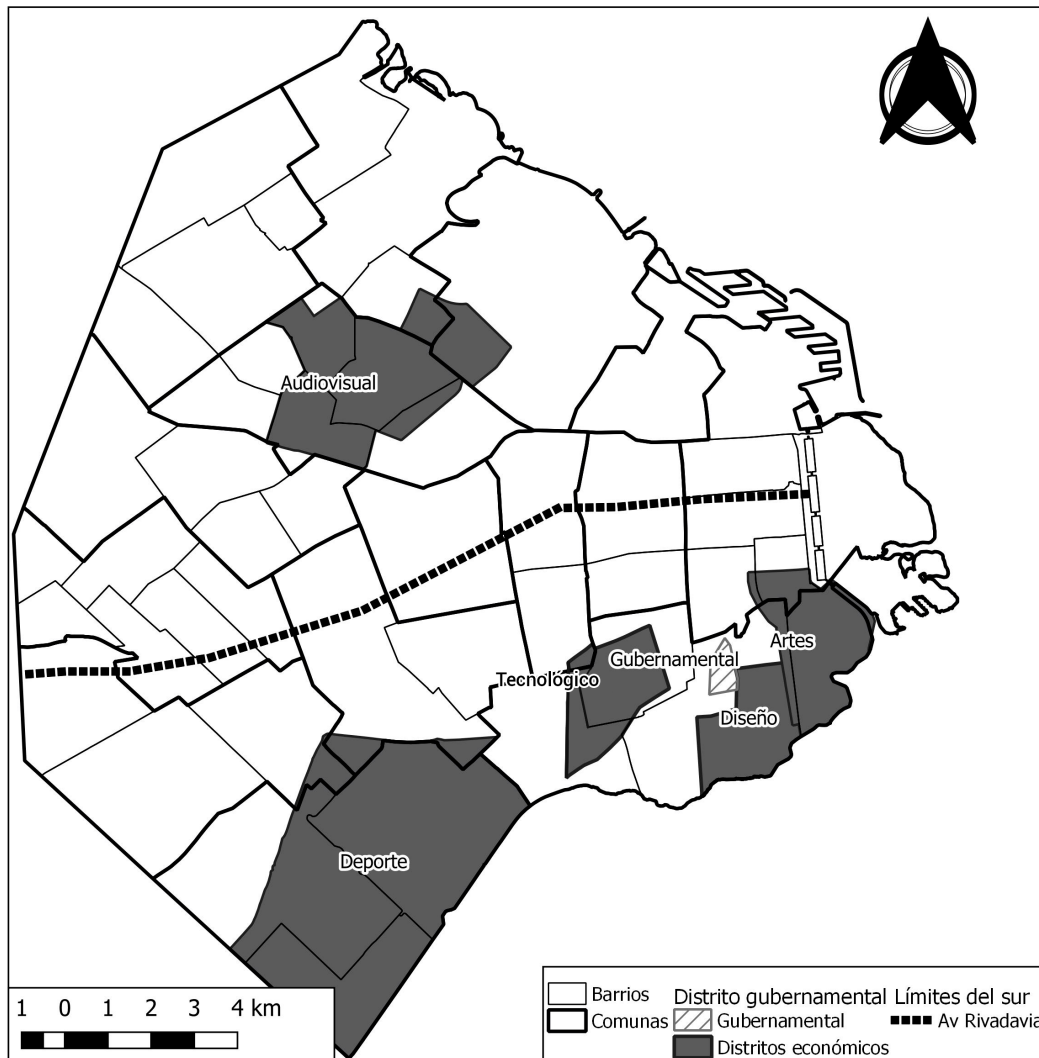 Audiovisual
Artes
Gubernamental
Tecnológico
Diseño
Deporte
1 0 1 2 3 4 km
Barrios
Comunas
Distrito gubernamental
Gubernamental
Distritos económicos
Límites del sur
Av Rivadavia